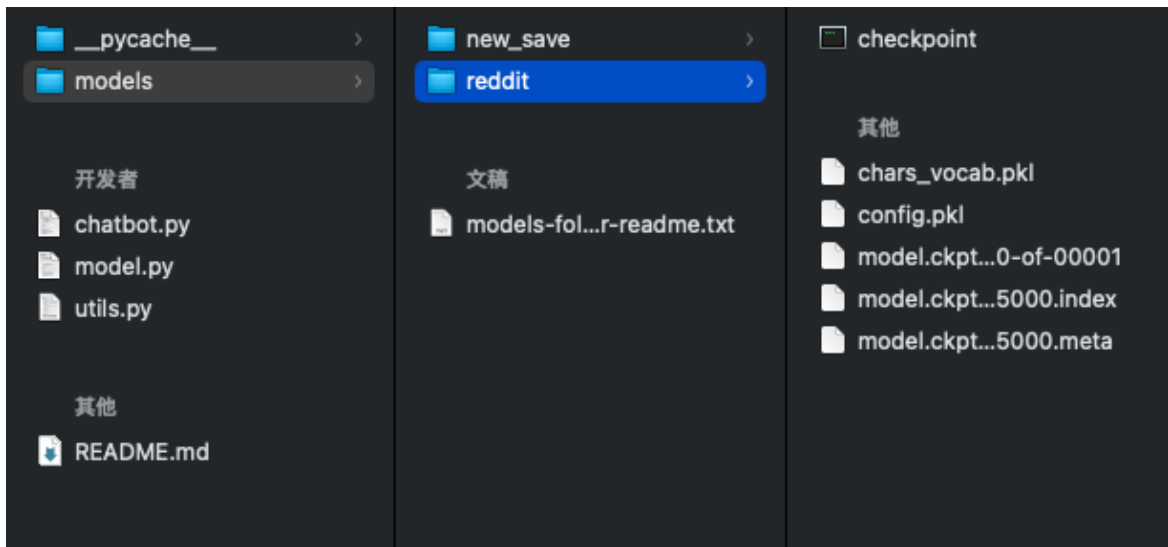 __pycache__
models
开发者
chatbot.py
model.py
utils.py
其他
README.md
new_save
reddit
文稿
models-fol...r-readme.txt
checkpoint
其他
chars_vocab.pkl
config.pkl
model.ckpt...0-of-00001
model.ckpt...5000.index
model.ckpt...5000.meta